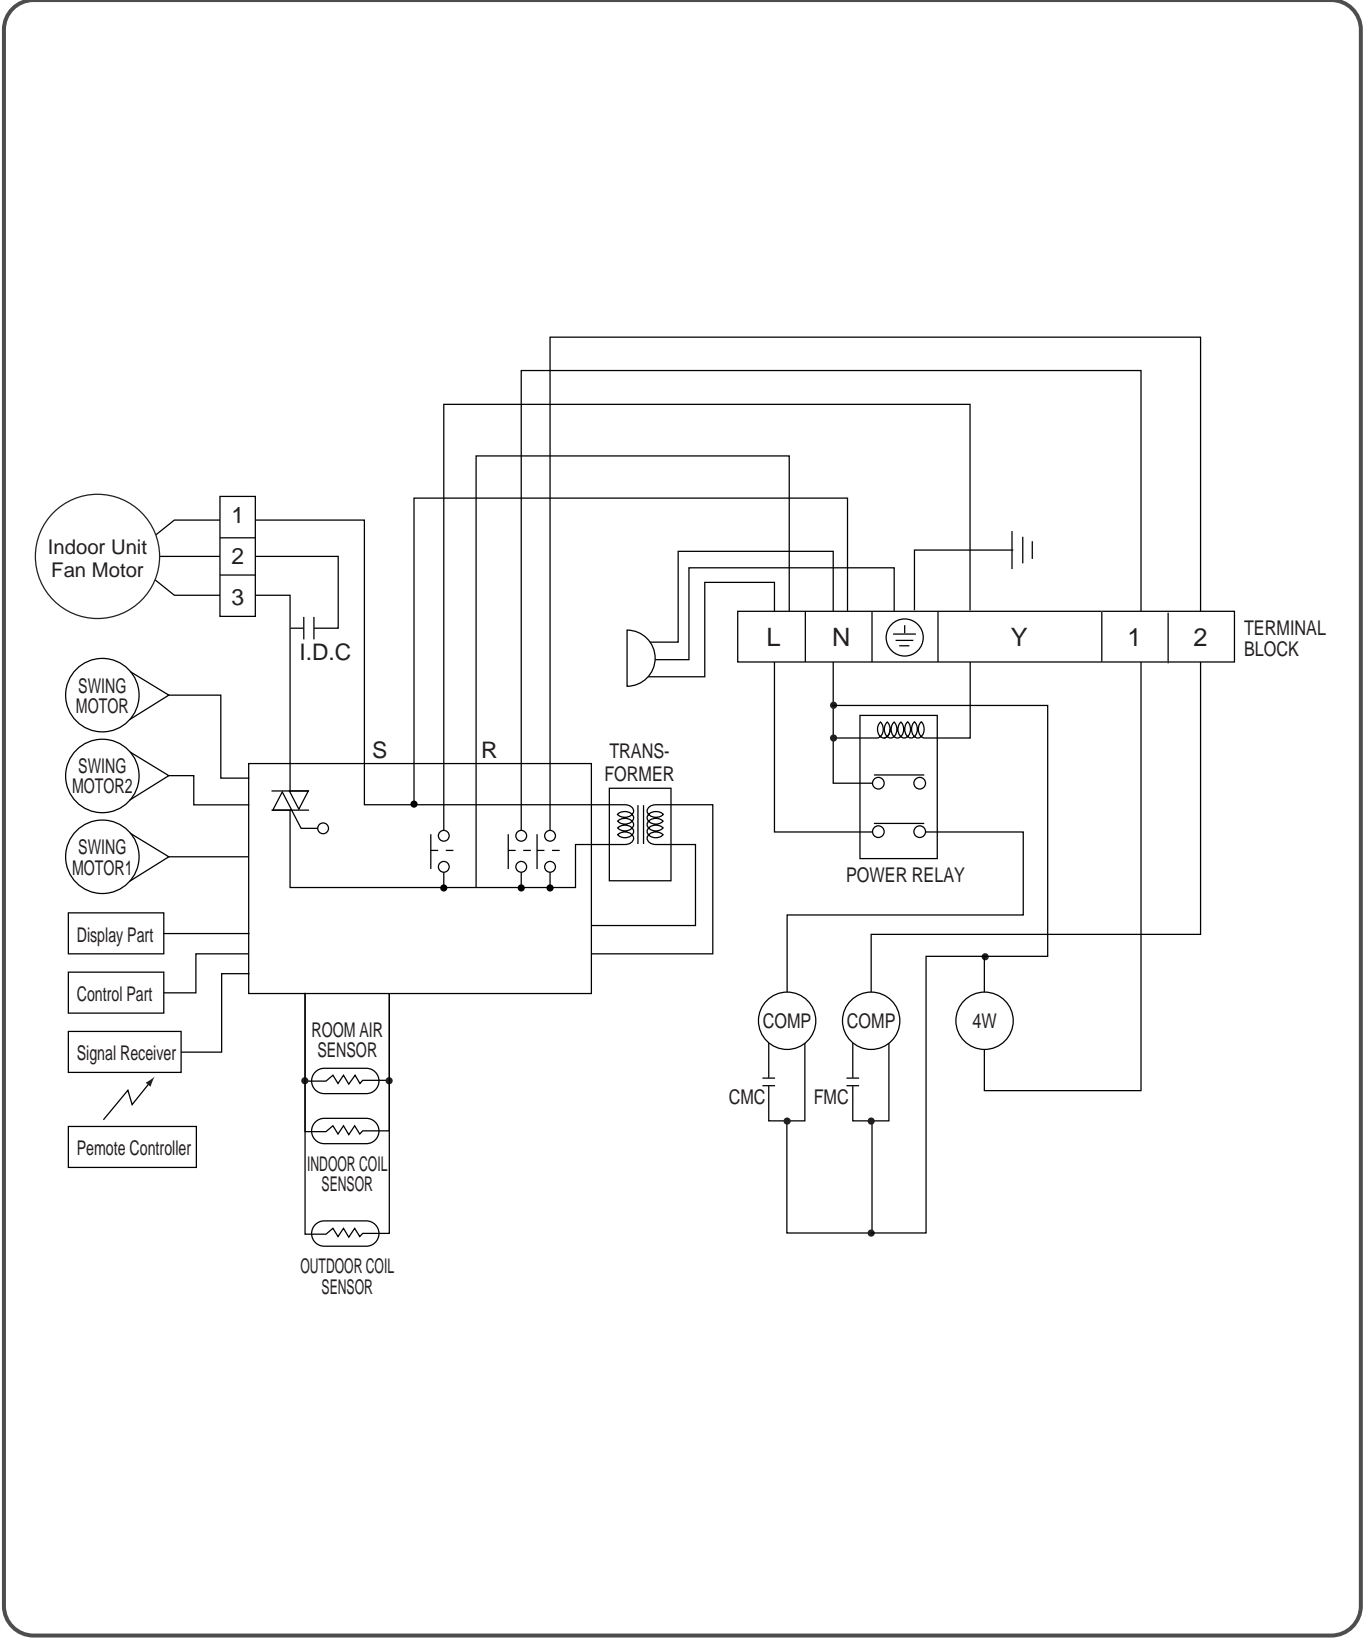 1
Indoor Unit
Fan Motor
2
3
I.D.C
L
N
Y
1
2
TERMINAL
BLOCK
SWING
MOTOR
SWING
MOTOR2
SWING
MOTOR1
S
R
TRANS-
FORMER
POWER RELAY
Display Part
Control Part
Signal Receiver
Pemote Controller
ROOM AIR
SENSOR
INDOOR COIL
SENSOR
OUTDOOR COIL
SENSOR
COMP
COMP
4W
CMC
FMC